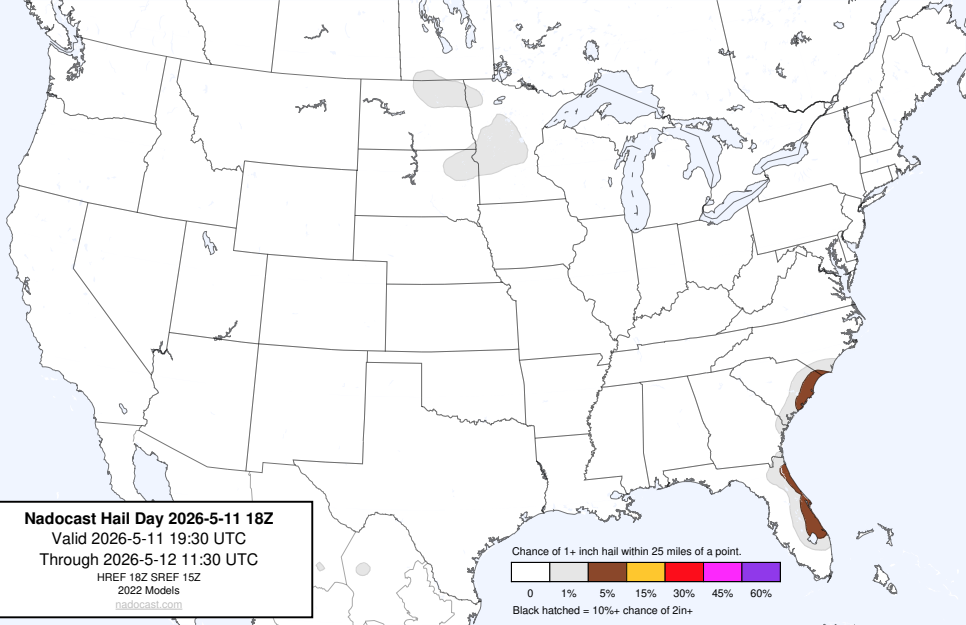 Nadocast Hail Day 2026-5-11 18Z
Valid 2026-5-11 19:30 UTC
Through 2026-5-12 11:30 UTC
HREF 18Z SREF 15Z
2022 Models
nadocast.com
Chance of 1+ inch hail within 25 miles of a point.
0 1% 5% 15% 30% 45% 60%
Black hatched = 10%+ chance of 2in+